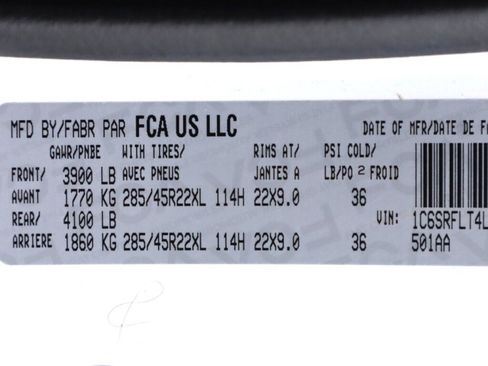 MFD BY/FABR PAR FCA US LLC DATE OF MFR/DATE DE
GAWR/PNBE WITH TIRES/ RIMS AT/ PSI COLD/
FRONT/ 3900 LB AVEC PNEUS JANTES A LB/PO 2 FROID
AVANT 1770 KG 285/45R22XL 114H 22X9.0 36
REAR/ 4100 LB VIN: 1C6SRFLT4L
ARRIERE 1860 KG 285/45R22XL 114H 22X9.0 36 501AA